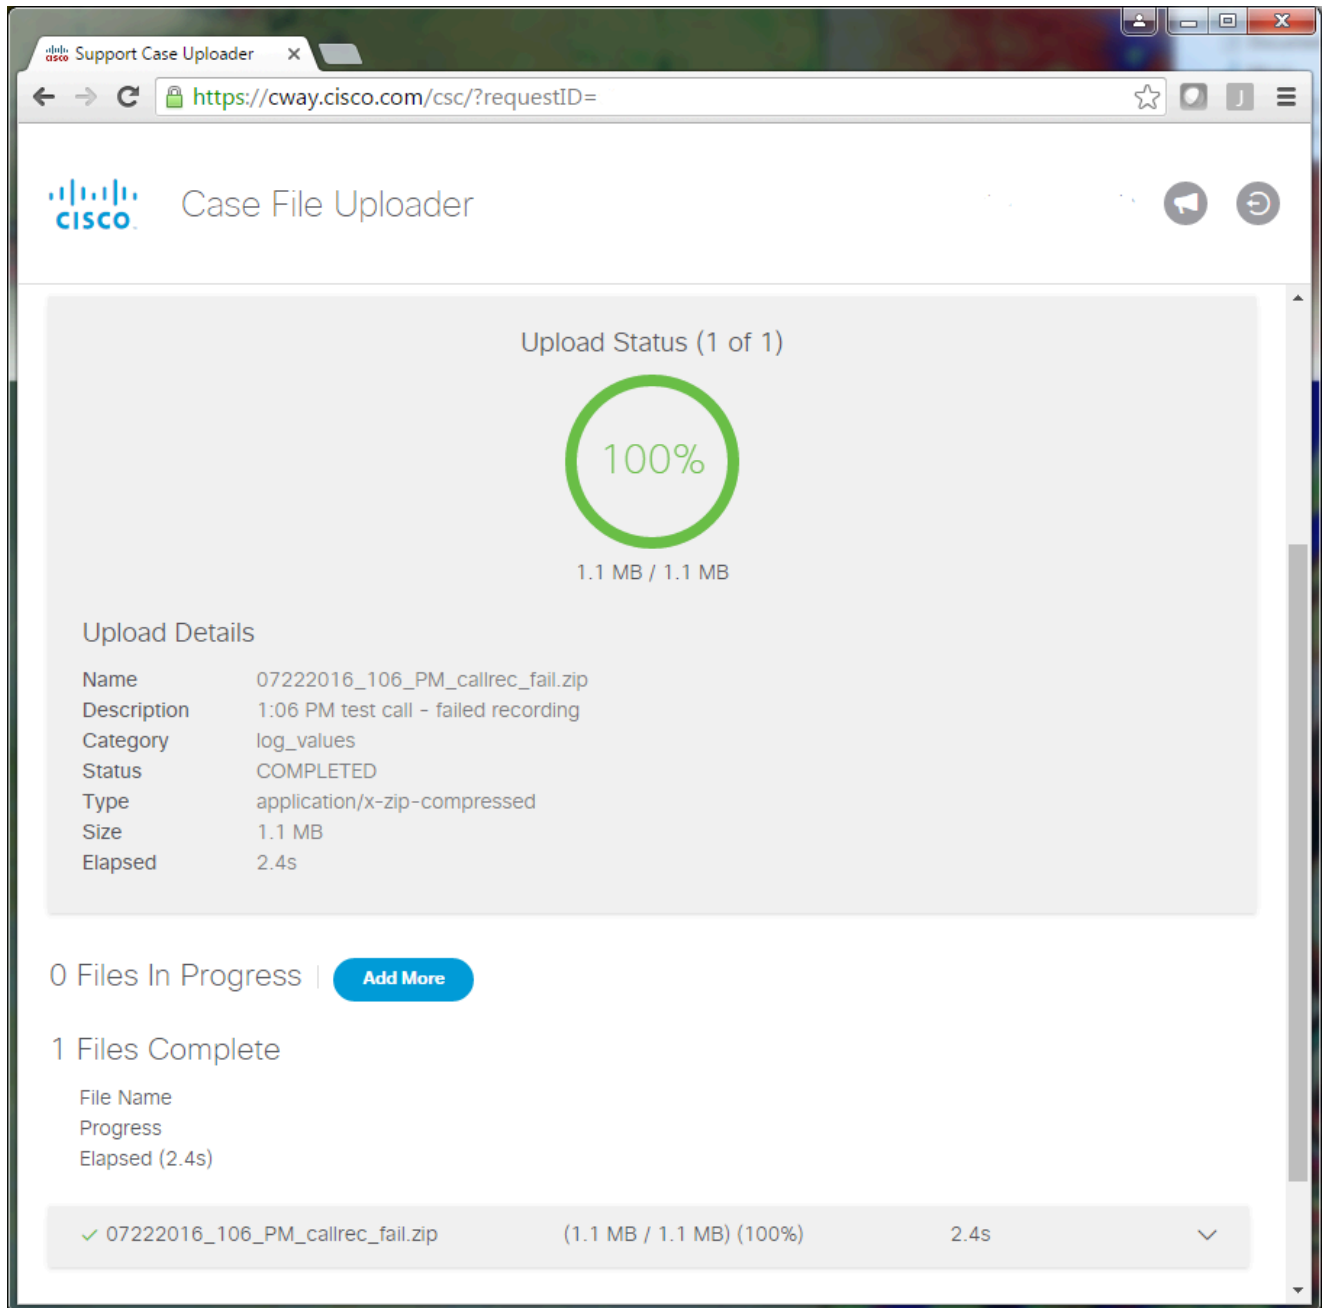 Support Case Uploader
https://cway.cisco.com/csc/?requestID=
J
CISCO
Case File Uploader
Upload Status (1 of 1)
100%
1.1 MB / 1.1 MB
Upload Details
Name 07222016_106_PM_callrec_fail.zip
Description 1:06 PM test call - failed recording
Category log_values
Status COMPLETED
Type application/x-zip-compressed
Size 1.1 MB
Elapsed 2.4s
0 Files In Progress Add More
1 Files Complete
File Name
Progress
Elapsed (2.4s)
07222016_106_PM_callrec_fail.zip (1.1 MB / 1.1 MB) (100%) 2.4s